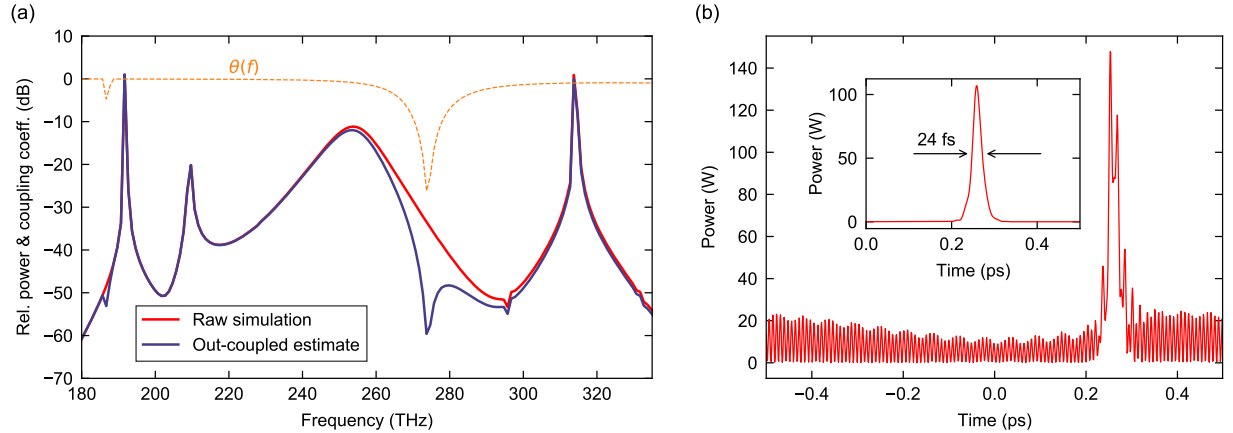 (a)
Rel. power & coupling coeff. (dB)
10
0
−10
−20
−30
−40
−50
−60
−70
θ(f)
Raw simulation
Out-coupled estimate
180 200 220 240 260 280 300 320
Frequency (THz)
(b)
Power (W)
140
120
100
80
60
40
20
0
Power (W)
100
50
0
24 fs
0.0 0.2 0.4
Time (ps)
−0.4 −0.2 0.0 0.2 0.4
Time (ps)